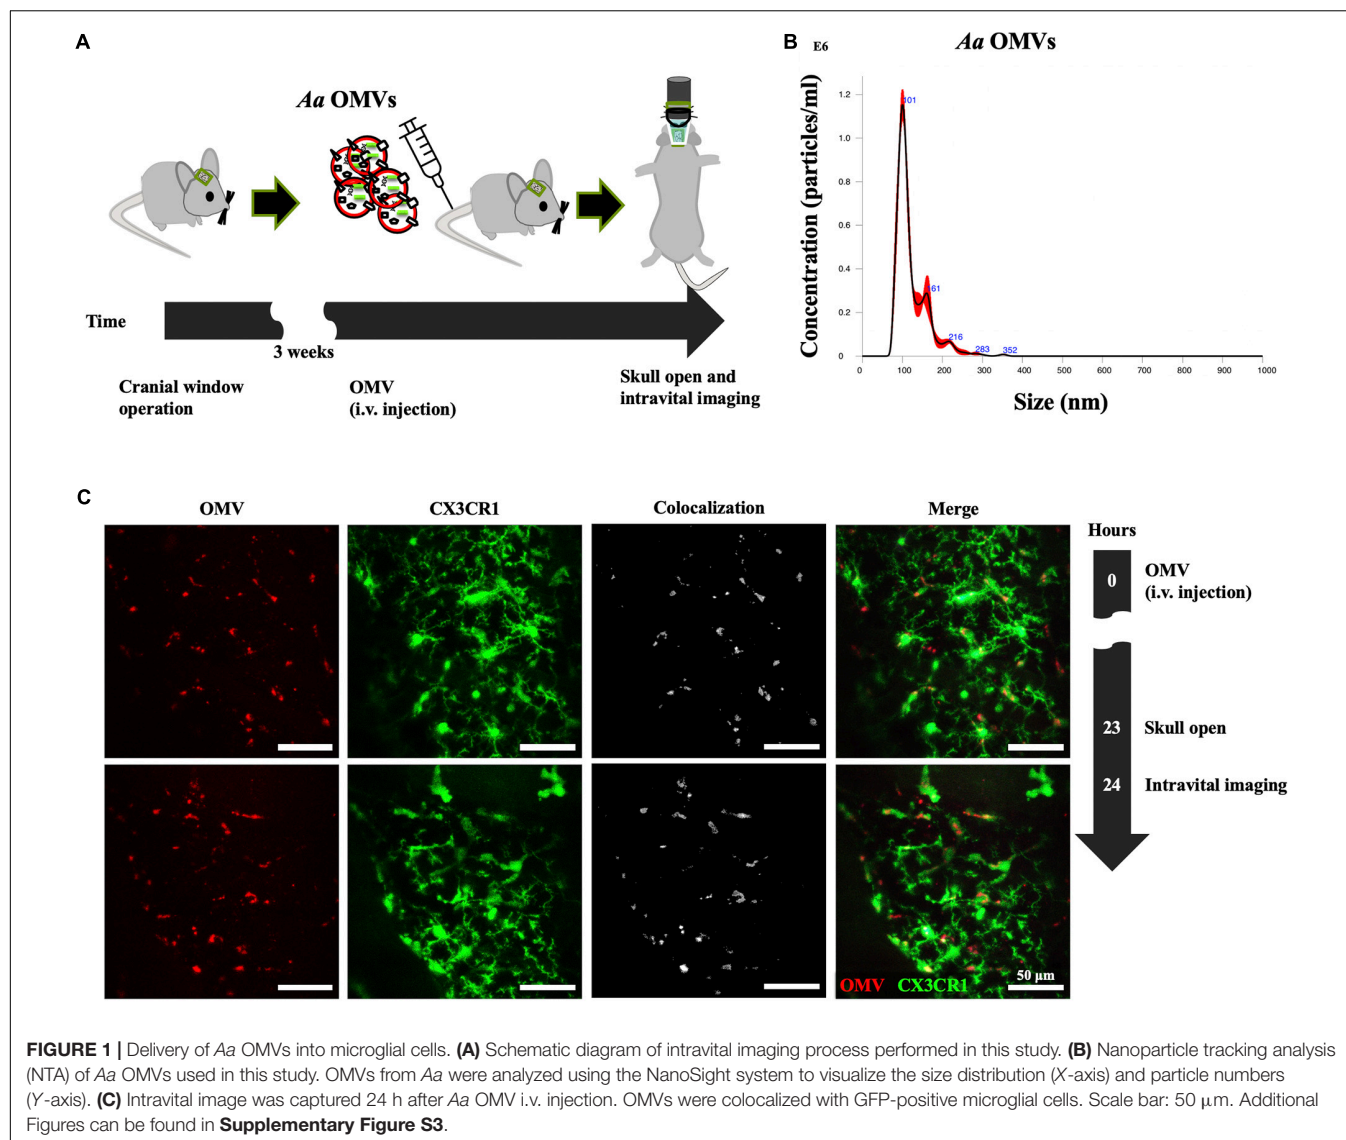 A
Aa OMVs
Time
3 weeks
Cranial window
operation
OMV
(i.v. injection)
Skull open and
intravital imaging
B
E6
Aa OMVs
Concentration (particles/ml)
1.2
1.0
0.8
0.6
0.4
0.2
0
101
161
216
283
352
0 100 200 300 400 500 600 700 800 900 1000
Size (nm)
C
OMV CX3CR1 Colocalization Merge
Hours
0
OMV
(i.v. injection)
23 Skull open
24 Intravital imaging
50 µm
OMV CX3CR1
FIGURE 1 | Delivery of Aa OMVs into microglial cells. (A) Schematic diagram of intravital imaging process performed in this study. (B) Nanoparticle tracking analysis
(NTA) of Aa OMVs used in this study. OMVs from Aa were analyzed using the NanoSight system to visualize the size distribution (X-axis) and particle numbers
(Y-axis). (C) Intravital image was captured 24 h after Aa OMV i.v. injection. OMVs were colocalized with GFP-positive microglial cells. Scale bar: 50 µm. Additional
Figures can be found in Supplementary Figure S3.